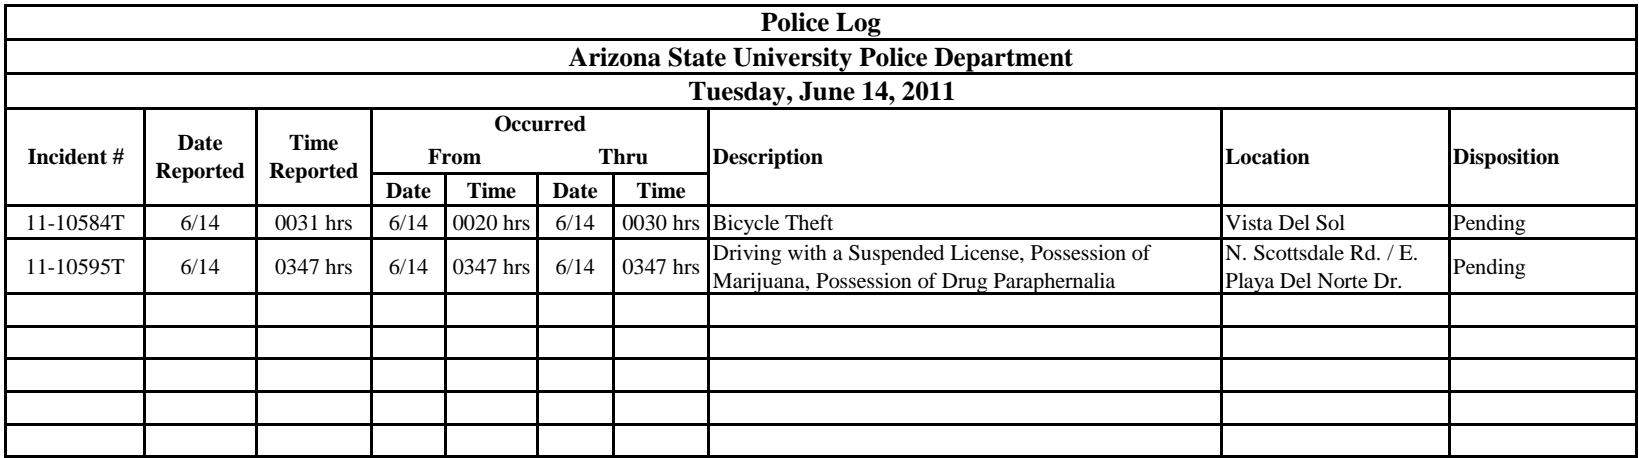 Police Log
Arizona State University Police Department
Tuesday, June 14, 2011
Incident # Date Reported Time Reported Occurred Description Location Disposition
From Thru
Date Time Date Time
11-10584T 6/14 0031 hrs 6/14 0020 hrs 6/14 0030 hrs Bicycle Theft Vista Del Sol Pending
11-10595T 6/14 0347 hrs 6/14 0347 hrs 6/14 0347 hrs Driving with a Suspended License, Possession of Marijuana, Possession of Drug Paraphernalia N. Scottsdale Rd. / E. Playa Del Norte Dr. Pending